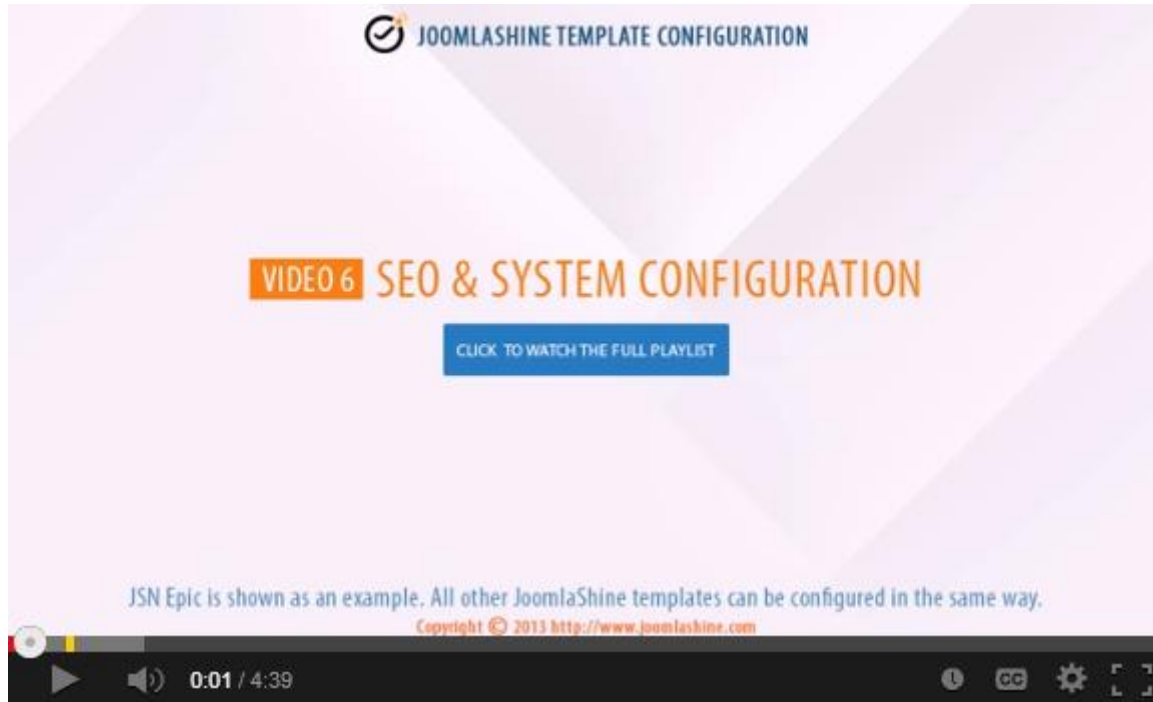 JOOMLASHINE TEMPLATE CONFIGURATION
VIDEO 6 SEO & SYSTEM CONFIGURATION
CLICK TO WATCH THE FULL PLAYLIST
JSN Epic is shown as an example. All other JoomlaShine templates can be configured in the same way.
Copyright © 2013 http://www.joomlashine.com
0:01 / 4:39 CC